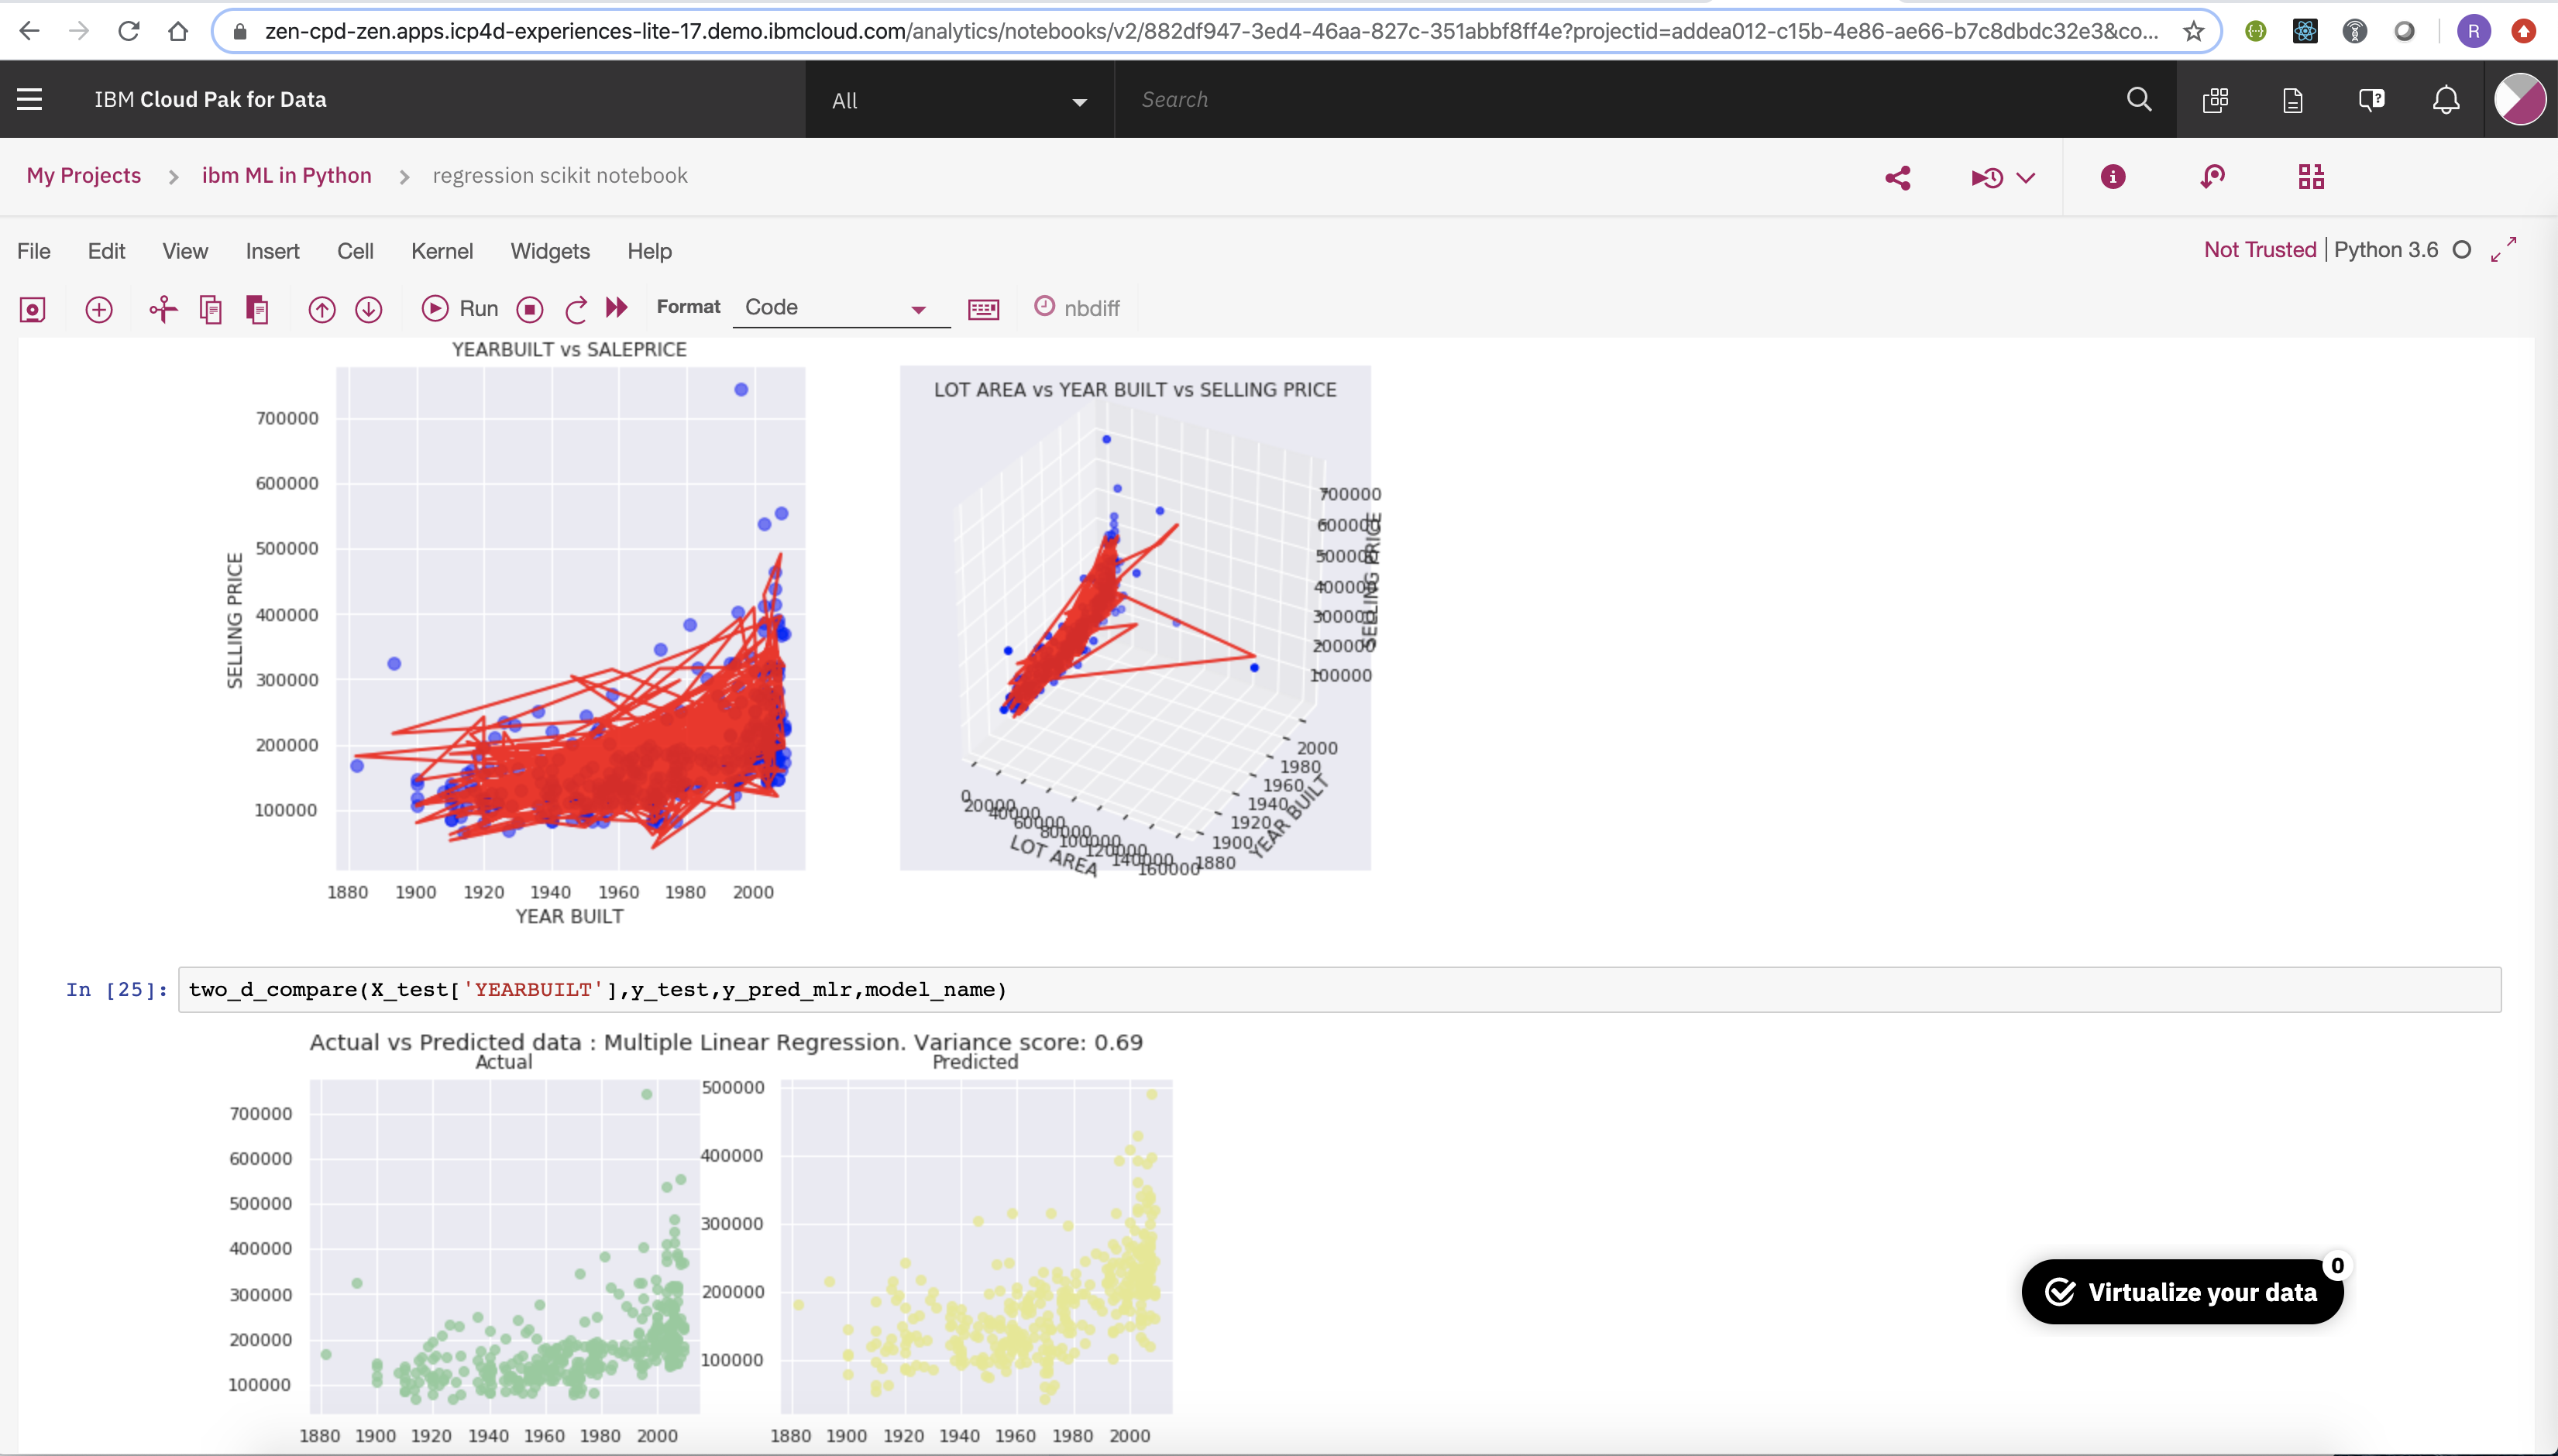 zen-cpd-zen.apps.icp4d-experiences-lite-17.demo.ibmcloud.com/analytics/notebooks/v2/882df947-3ed4-46aa-827c-351abbf8ff4e?projectid=addea012-c15b-4e86-ae66-b7c8dbdc32e3&co...
R
IBM Cloud Pak for Data
All
Search
My Projects > ibm ML in Python > regression scikit notebook
File Edit View Insert Cell Kernel Widgets Help
Not Trusted | Python 3.6
Run
Format
Code
nbdiff
YEARBUILT vs SALEPRICE
700000
600000
500000
400000
300000
200000
100000
SELLING PRICE
1880 1900 1920 1940 1960 1980 2000
YEAR BUILT
LOT AREA vs YEAR BUILT vs SELLING PRICE
700000
600000
500000
400000
300000
200000
100000
SELLING PRICE
2000
1980
1960
1940
1920
1900
1880
YEAR BUILT
0
20000
40000
60000
80000
100000
120000
140000
160000
LOT AREA
In [25]: two_d_compare(X_test['YEARBUILT'],y_test,y_pred_mlr,model_name)
Actual vs Predicted data : Multiple Linear Regression. Variance score: 0.69
Actual
700000
600000
500000
400000
300000
200000
100000
1880 1900 1920 1940 1960 1980 2000
Predicted
500000
400000
300000
200000
100000
1880 1900 1920 1940 1960 1980 2000
0
Virtualize your data